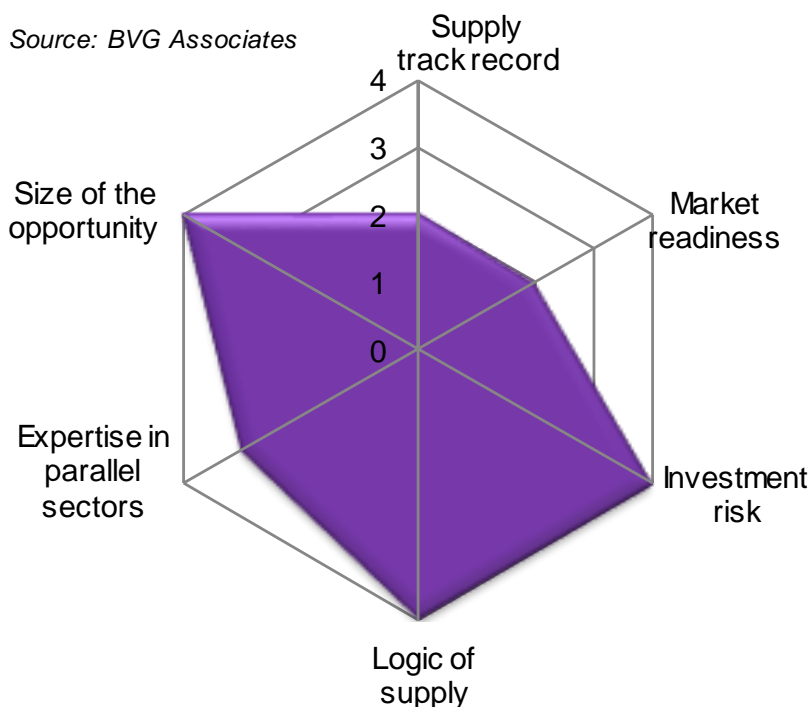 Source: BVG Associates
Supply
track record
4
3
2
1
0
Size of the
opportunity
Market
readiness
Expertise in
parallel
sectors
Investment
risk
Logic of
supply